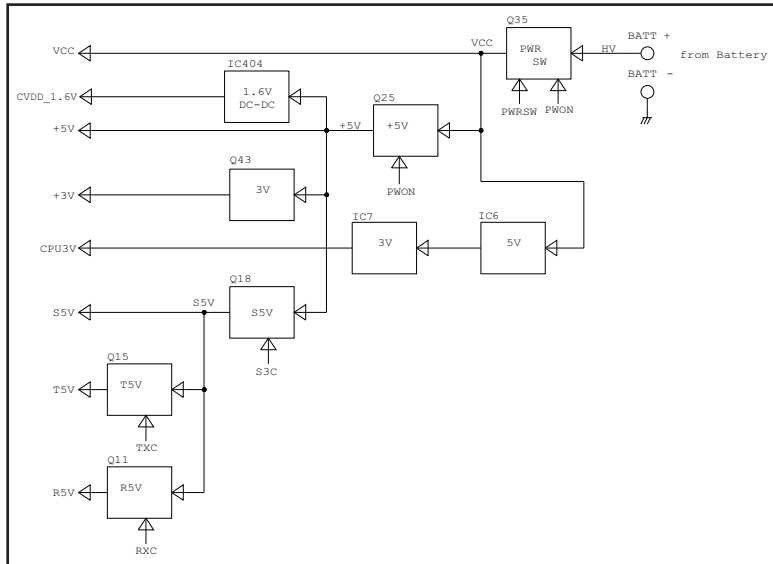 Q35
BATT +
VCC
VCC
PWR
SW
HV
from Battery
IC404
BATT -
CVDD_1.6V
1.6V
DC-DC
Q25
PWRSW
PWON
+5V
+5V
+5V
Q43
PWON
+3V
3V
IC7
IC6
CPU3V
3V
5V
Q18
S5V
S5V
S5V
Q15
S3C
T5V
T5V
TXC
Q11
R5V
R5V
RXC